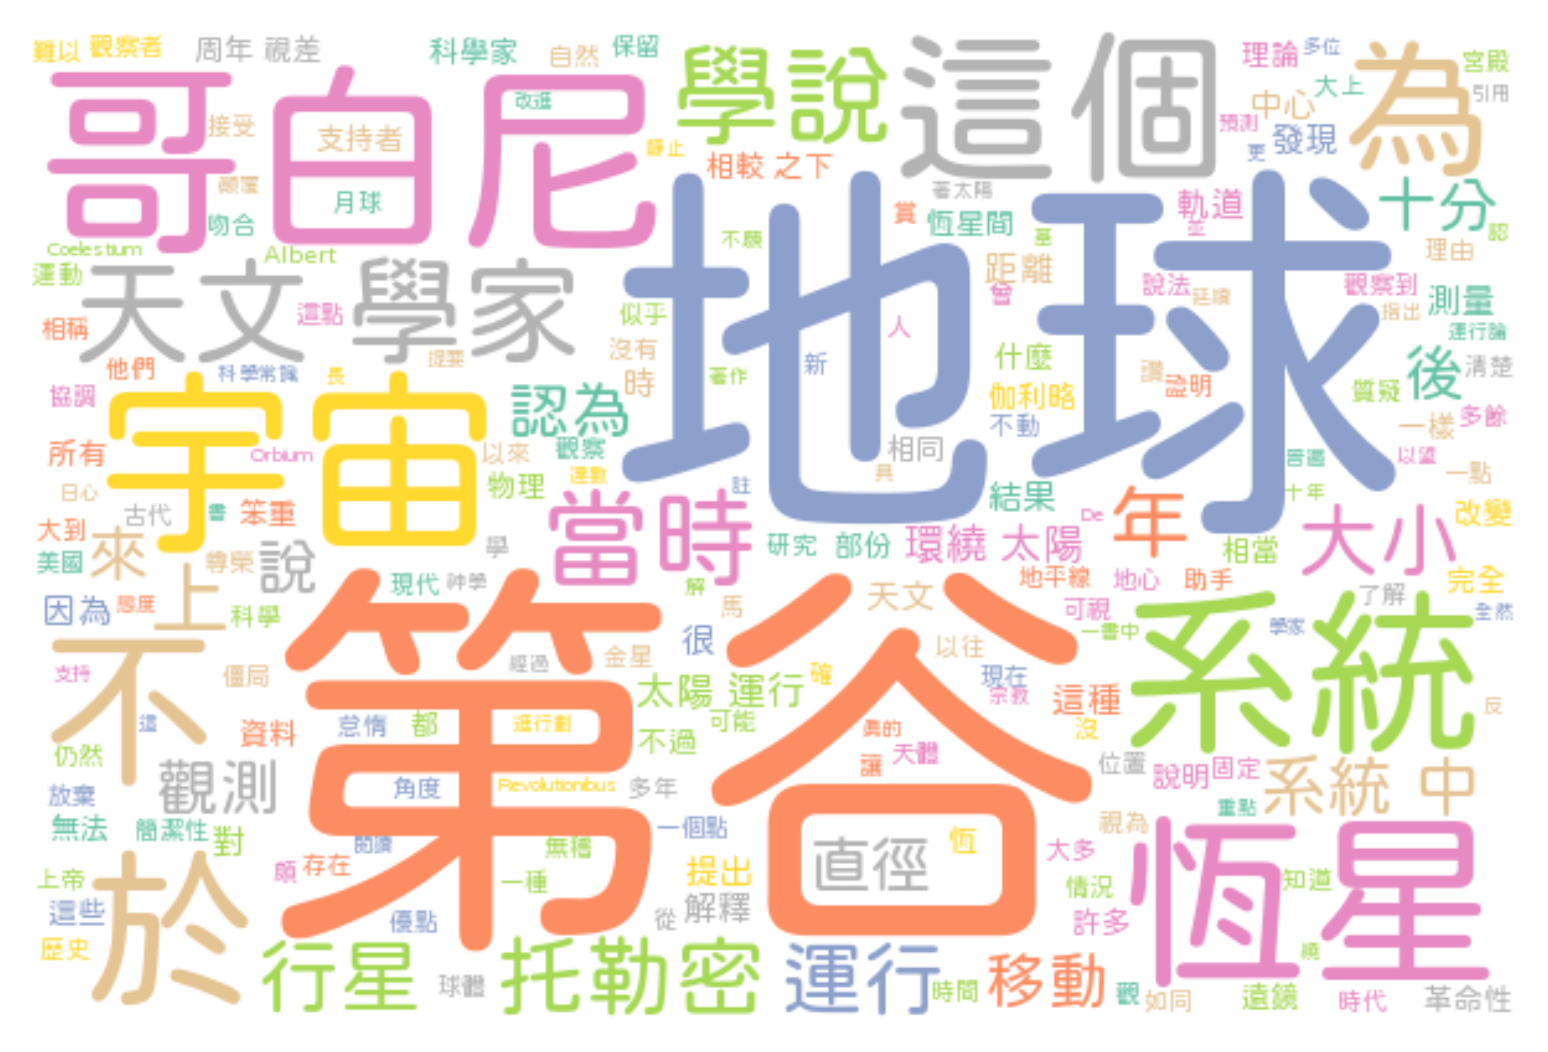 難以 觀察者 周年 視差 科學家 自然 保留 學說 這個 理論 多位 為 宮殿
哥白尼 改進 大上 引用
接受 支持者 靜止 相較 之下 預測 中心 發現 更
顛覆 月球 著太陽 賞 恆星間 軌道 十分
吻合 不願 基 並 認
Coelestium Albert 理由
運動 天文 學家 地球 距離 曾 說法 延續 觀察到 測量
相稱 這點 似乎 人 指出 運行論
他們 科學常識 長 提要 沒有 新 什麼 後 清楚
協調 宇宙 認為 時 著作 伽利略 讚 證明 質疑 一樣 多餘
所有 Orbium 以來 觀察 不動 相同 普遍 以望
日心 物理 運動 具 結果 十年 一點
古代 書 笨重 當時 註 De 年 大小 改變
大到 來 說 學 研究 部份 環繞 太陽 相當
美國 尊榮 現代 神學 解 天文 地平線 地心 助手 完全
因為 態度 上 科學 第谷 馬 可視 了解 系統
很 以往 一書中 學家 全然
不 支持 僵局 經過 金星 太陽 運行 確 現在 宗教 這種
這 資料 怠惰 都 進行劃 不過 可能 真的 沒 反
仍然 觀測 讓 天體 位置 說明 固定 系統 中
放棄 角度 Revolutionibus 多年 重點
無法 簡潔性 對 閱讀 無稽 一個點 直徑 恆 視為 恆星
上帝 於 頗 存在 一種 提出 大多 情況 知道
這些 優點 從 解釋 許多
歷史 行星 球體 托勒密 運行 時間 移動 觀 如同 遠鏡 繞 時代 革命性